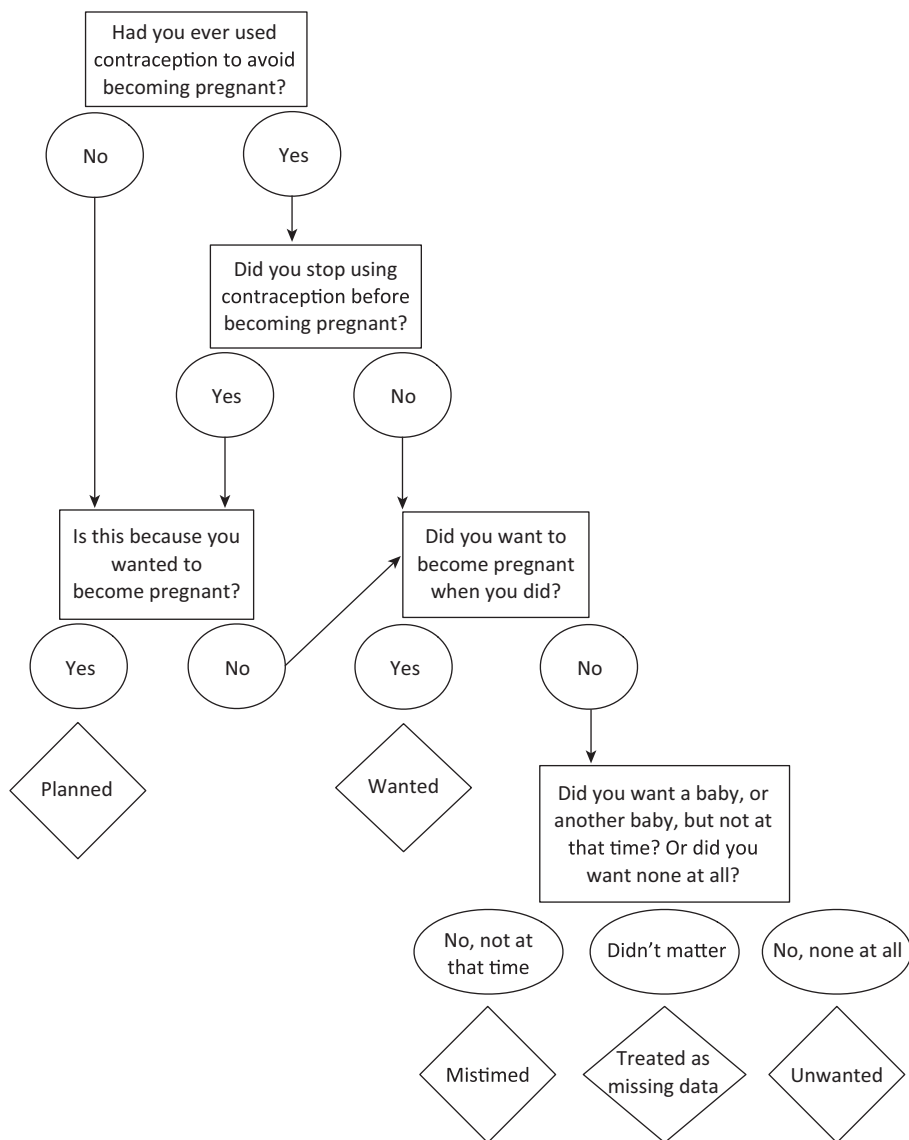 Had you ever used
contraception to avoid
becoming pregnant?
No
Yes
Did you stop using
contraception before
becoming pregnant?
Yes
No
Is this because you
wanted to
become pregnant?
Did you want to
become pregnant
when you did?
Yes
No
Yes
No
Planned
Wanted
Did you want a baby, or
another baby, but not at
that time? Or did you
want none at all?
No, not at
that time
Didn’t matter
No, none at all
Mistimed
Treated as
missing data
Unwanted